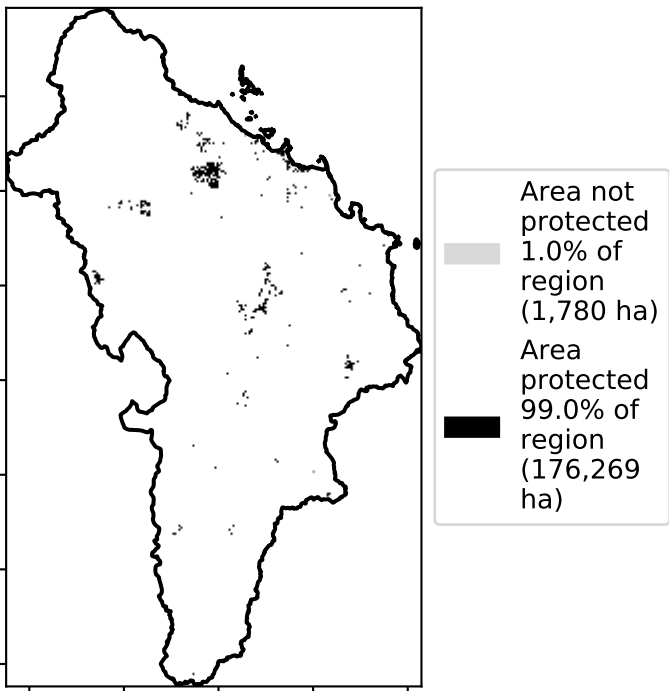 Area not
protected
1.0% of
region
(1,780 ha)
Area
protected
99.0% of
region
(176,269
ha)